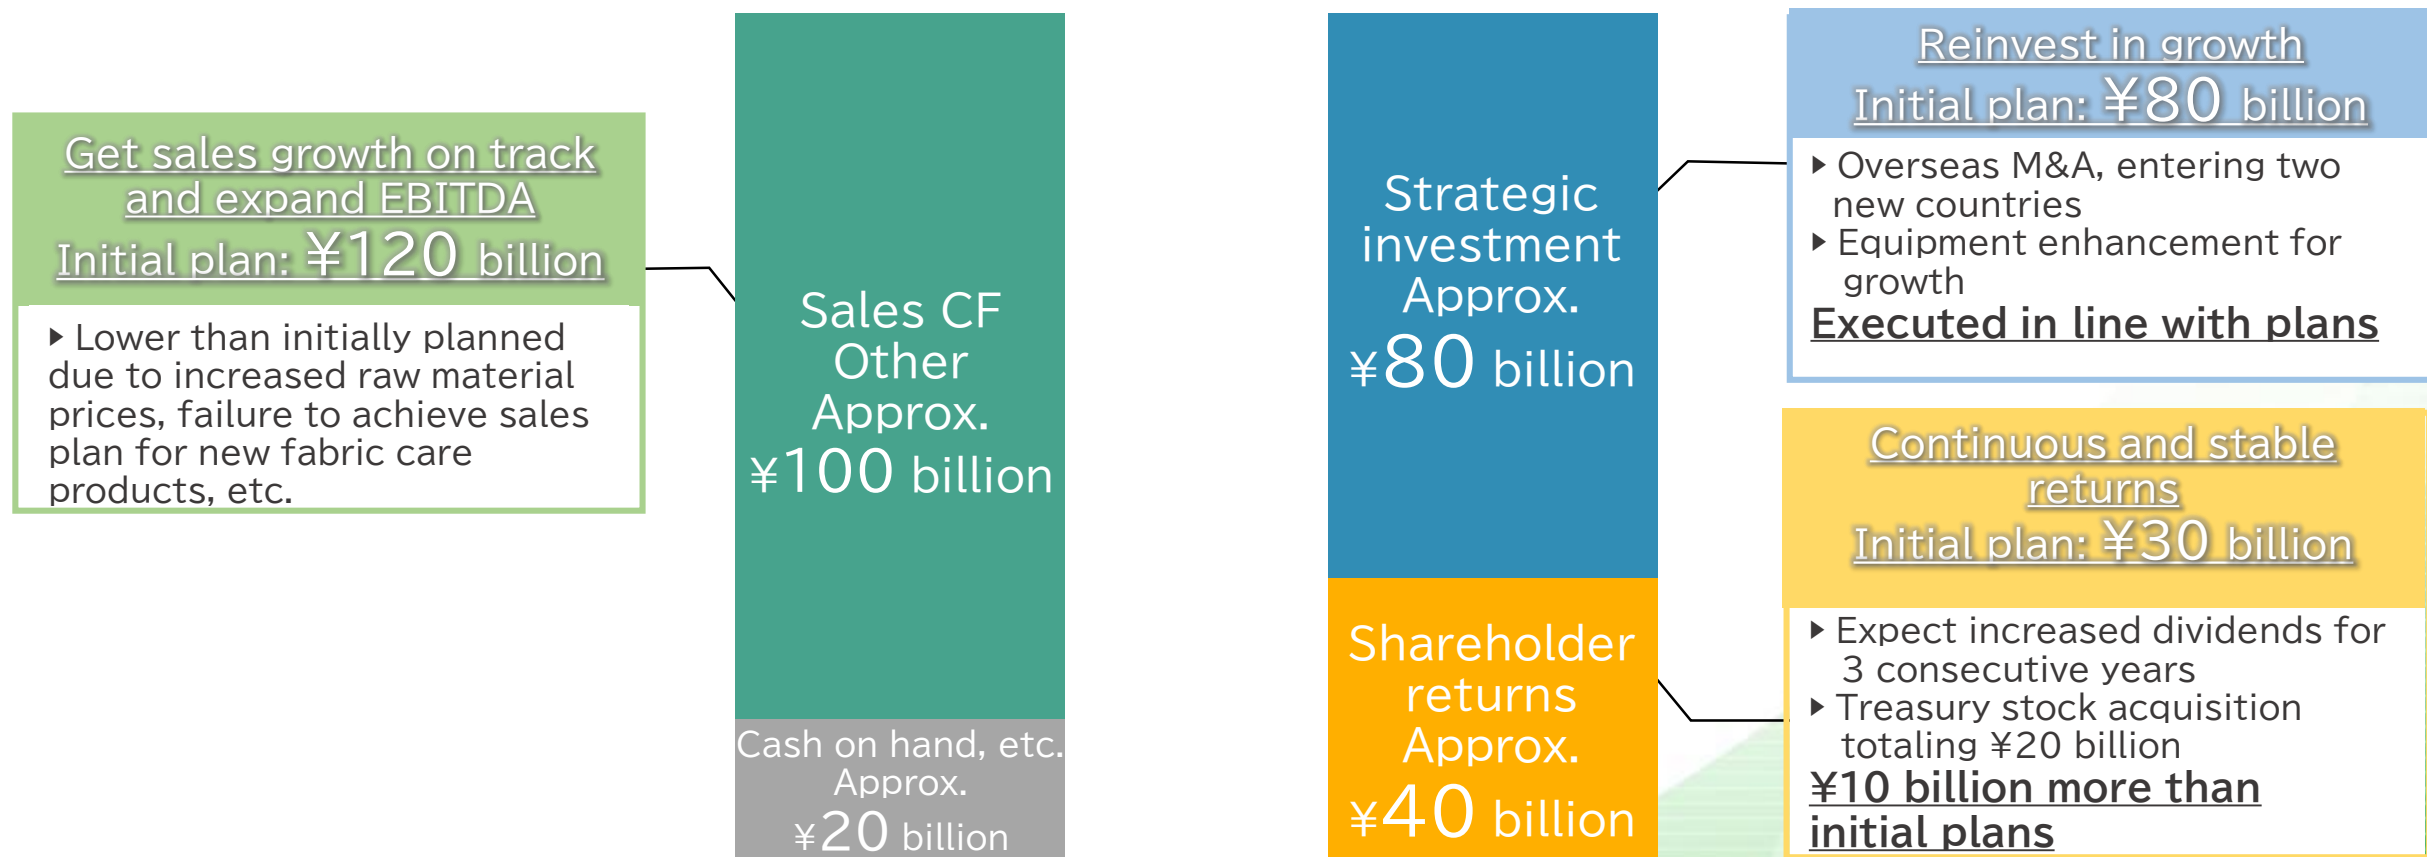 Get sales growth on track
and expand EBITDA
Initial plan: ¥120 billion
▶ Lower than initially planned
due to increased raw material
prices, failure to achieve sales
plan for new fabric care
products, etc.
Sales CF
Other
Approx.
¥100 billion
Cash on hand, etc.
Approx.
¥20 billion
Strategic
investment
Approx.
¥80 billion
Shareholder
returns
Approx.
¥40 billion
Reinvest in growth
Initial plan: ¥80 billion
▶ Overseas M&A, entering two
new countries
▶ Equipment enhancement for
growth
Executed in line with plans
Continuous and stable
returns
Initial plan: ¥30 billion
▶ Expect increased dividends for
3 consecutive years
▶ Treasury stock acquisition
totaling ¥20 billion
¥10 billion more than
initial plans